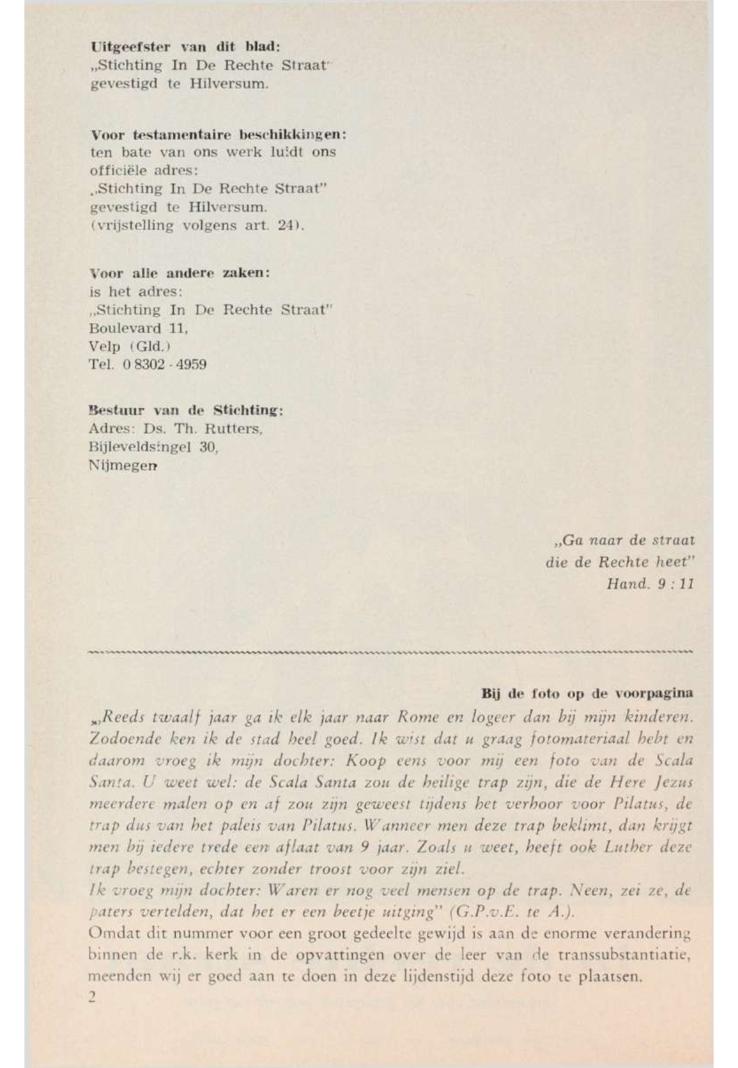 Uitgeefster van dit blad:
„Stichting In De Rechte Straat"
gevestigd te Hilversum.
Voor testamentaire beschikkingen:
ten bate van ons werk luidt ons
officiële adres:
„Stichting In De Rechte Straat"
gevestigd te Hilversum.
(vrijstelling volgens art. 24).
Voor alle andere zaken:
is het adres:
„Stichting In De Rechte Straat"
Boulevard 11,
Velp (Gld.)
Tel. 0 8302 - 4959
Bestuur van de Stichting:
Adres: Ds. Th. Rutters,
Bijleveldsingel 30,
Nijmegen
„Ga naar de straat
die de Rechte heet"
Hand. 9 : 11
Bij de foto op de voorpagina
„Reeds twaalf jaar ga ik elk jaar naar Rome en logeer dan bij mijn kinderen.
Zodoende ken ik de stad heel goed. Ik wist dat u graag fotomateriaal hebt en
daarom vroeg ik mijn dochter: Koop eens voor mij een foto van de Scala
Santa. U weet wel: de Scala Santa zou de heilige trap zijn, die de Here Jezus
meerdere malen op en af zou zijn geweest tijdens het verhoor voor Pilatus, de
trap dus van het paleis van Pilatus. Wanneer men deze trap beklimt, dan krijgt
men bij iedere trede een aflaat van 9 jaar. Zoals u weet, heeft ook Luther deze
trap bestegen, echter zonder troost voor zijn ziel.
Ik vroeg mijn dochter: Waren er nog veel mensen op de trap. Neen, zei ze, de
paters vertelden, dat het er een beetje uitging" (G.P.v.E. te A.).
Omdat dit nummer voor een groot gedeelte gewijd is aan de enorme verandering
binnen de r.k. kerk in de opvattingen over de leer van de transsubstantiatie,
meenden wij er goed aan te doen in deze lijdenstijd deze foto te plaatsen.
2